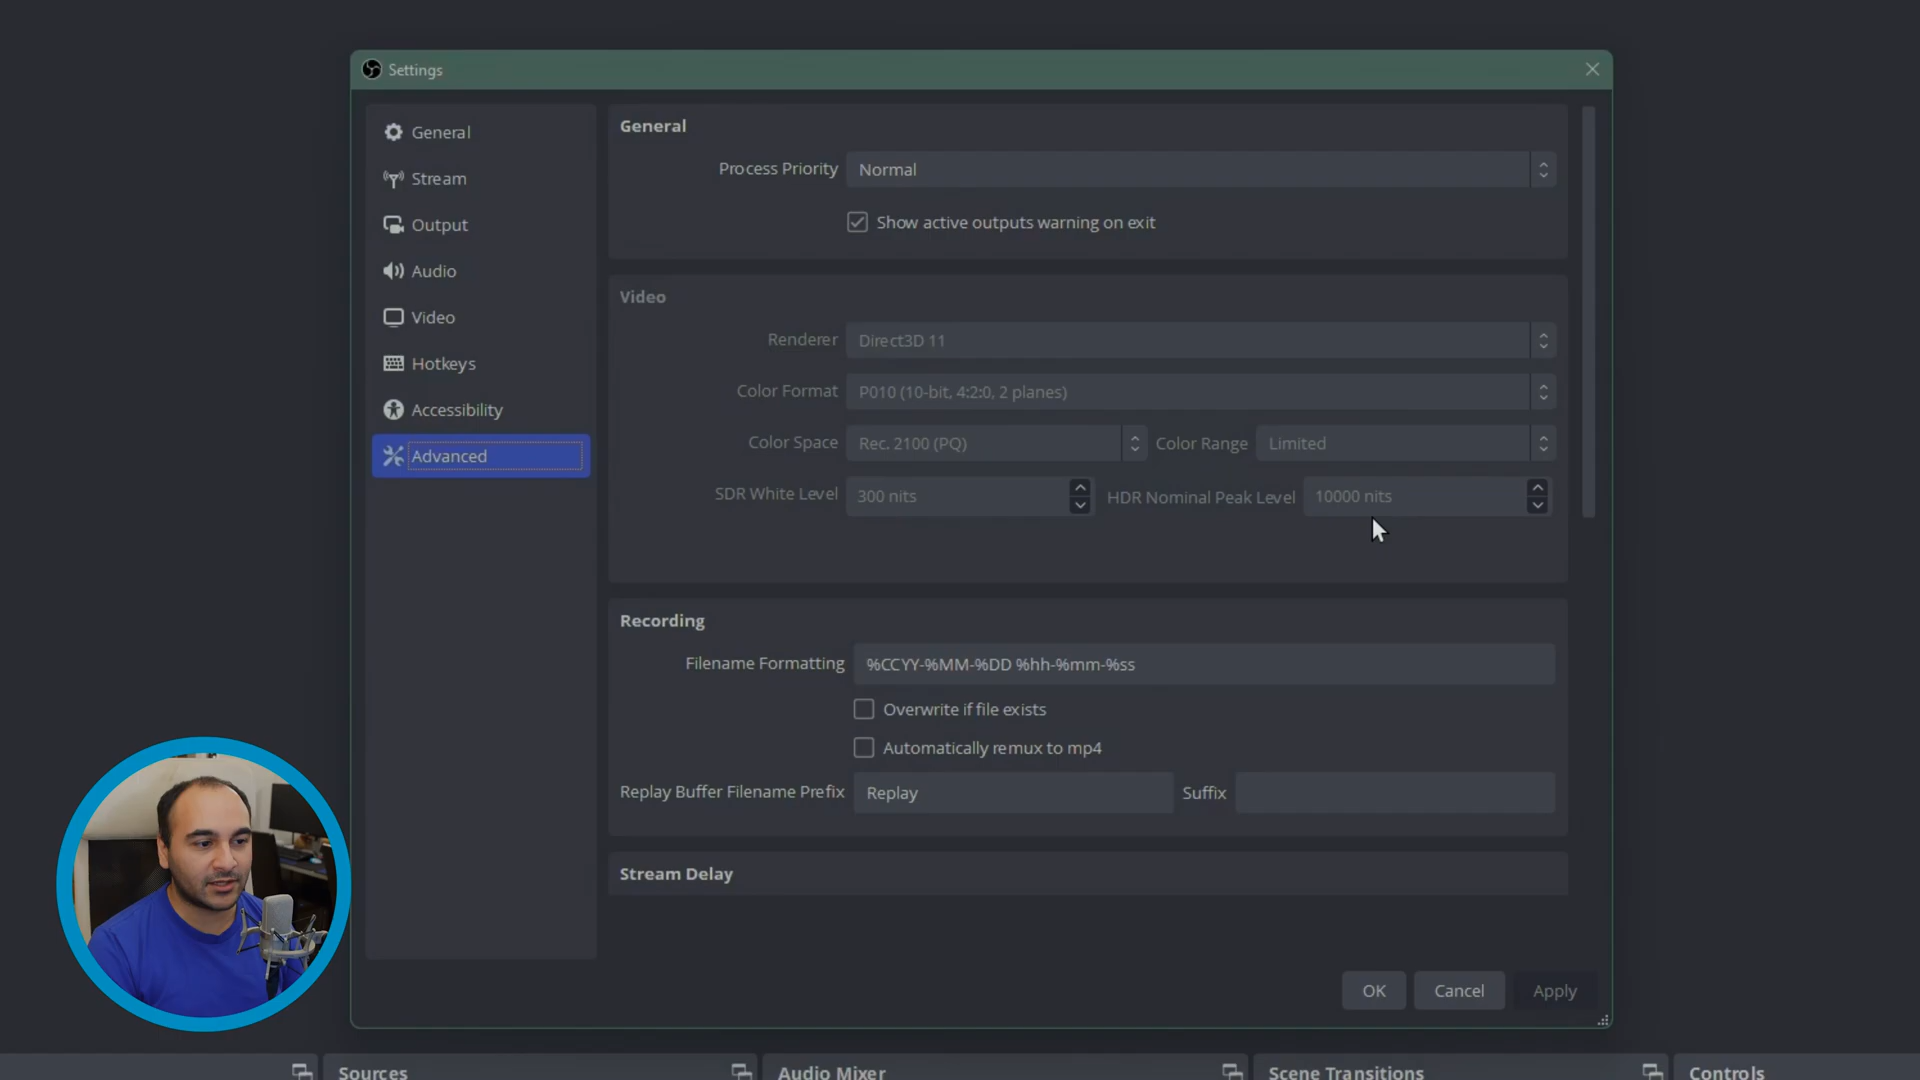 Settings
General
Stream
Output
Audio
Video
Hotkeys
Accessibility
Advanced
General
Process Priority Normal
Show active outputs warning on exit
Video
Renderer Direct3D 11
Color Format P010 (10-bit, 4:2:0, 2 planes)
Color Space Rec. 2100 (PQ) Color Range Limited
SDR White Level 300 nits HDR Nominal Peak Level 10000 nits
Recording
Filename Formatting %CCYY-%MM-%DD %hh-%mm-%ss
Overwrite if file exists
Automatically remux to mp4
Replay Buffer Filename Prefix Replay Suffix
Stream Delay
OK Cancel Apply
Sources Audio Mixer Scene Transitions Controls